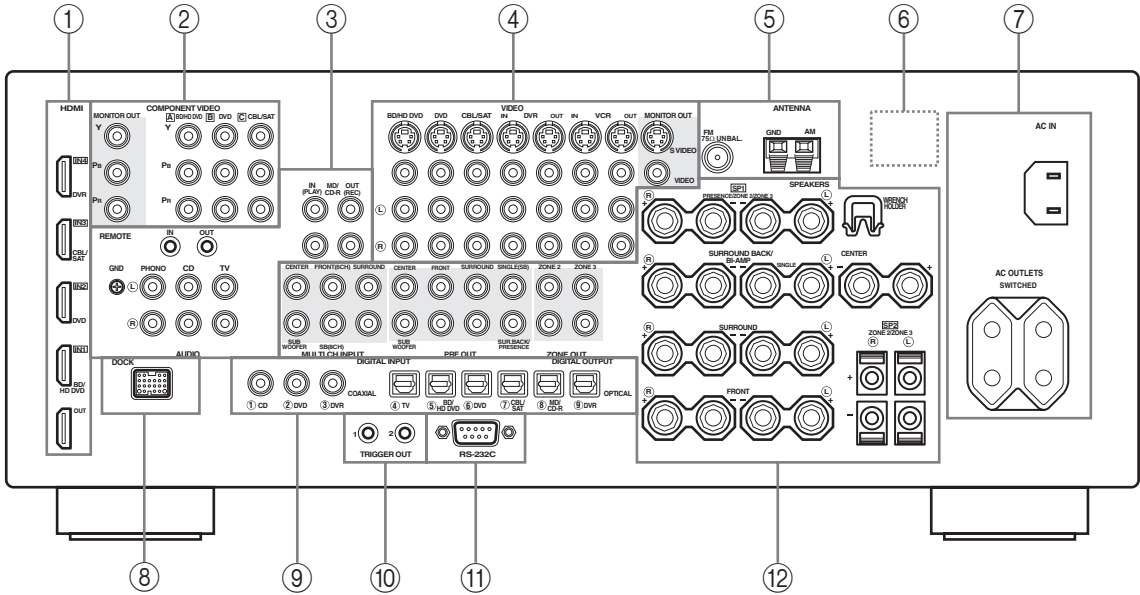 ① ② ③ ④ ⑤ ⑥ ⑦
HDMI
COMPONENT VIDEO
MONITOR OUT
A BD/HD DVD B DVD C CBL/SAT
Y Y
PB PB
PR PR
IN4
DVR
IN3
CBL/
SAT
IN2
DVD
IN1
BD/
HD DVD
OUT
REMOTE IN OUT
GND PHONO CD TV
L
R
AUDIO
IN (PLAY) MD/CD-R OUT (REC)
VIDEO
BD/HD DVD DVD CBL/SAT IN DVR OUT IN VCR OUT MONITOR OUT
S VIDEO
VIDEO
L
R
CENTER FRONT(6CH) SURROUND
SUB WOOFER SB(8CH)
MULTI CH INPUT
CENTER FRONT SURROUND SINGLE(SB)
SUB WOOFER SUR.BACK/PRESENCE
PRE OUT
ZONE 2 ZONE 3
ZONE OUT
ANTENNA
FM
75Ω UNBAL.
GND AM
SPEAKERS
SP1
PRESENCE/ZONE 2/ZONE 3
R L
+ +
WRENCH
HOLDER
SURROUND BACK/
BI-AMP
SINGLE
R L
+ +
CENTER
+
SURROUND
R L
+ +
SP2
ZONE 2/ZONE 3
R L
+
–
FRONT
R L
+ +
AC IN
AC OUTLETS
SWITCHED
DOCK
DIGITAL INPUT DIGITAL OUTPUT
① CD ② DVD ③ DVR COAXIAL
④ TV ⑤ BD/HD DVD ⑥ DVD ⑦ CBL/SAT ⑧ MD/CD-R ⑨ DVR OPTICAL
1 2
TRIGGER OUT
RS-232C
⑧ ⑨ ⑩ ⑪ ⑫